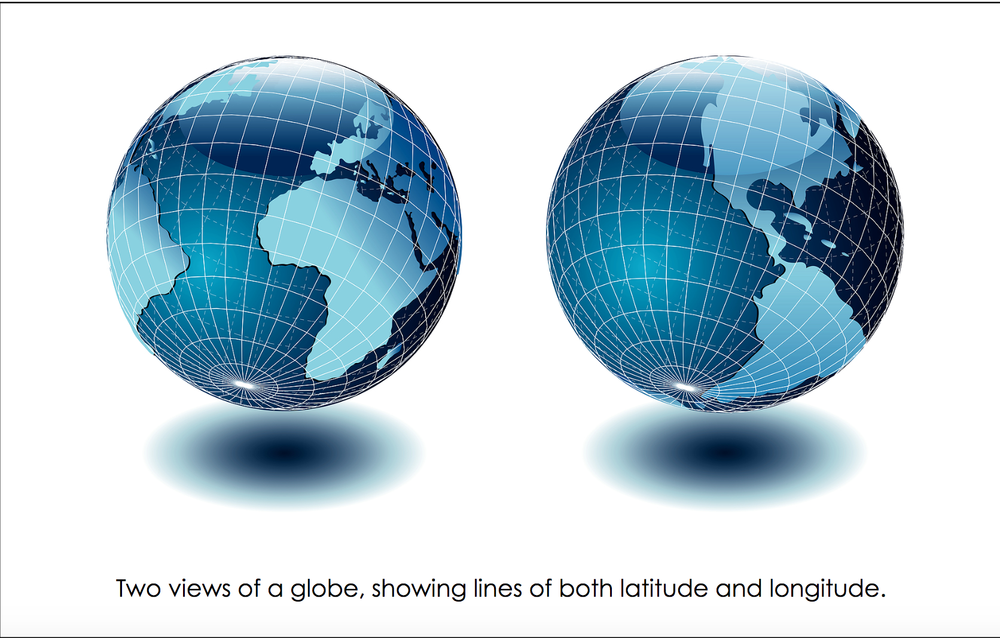 Two views of a globe, showing lines of both latitude and longitude.